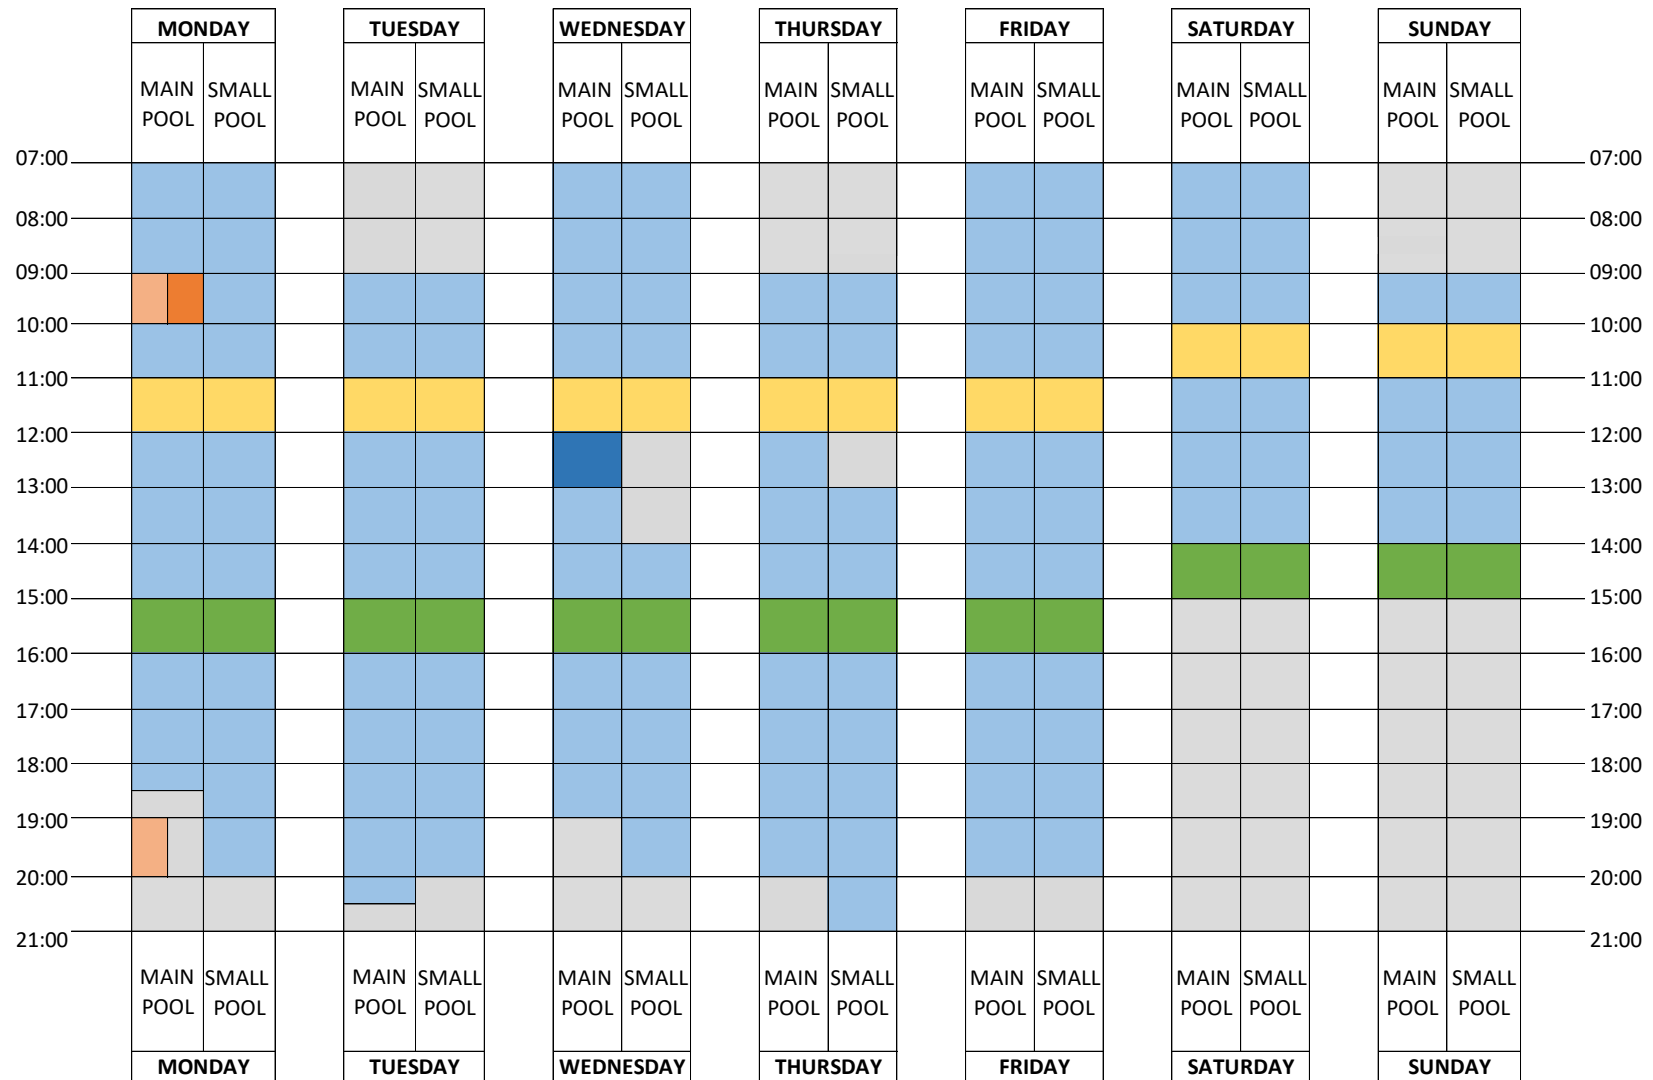 MONDAY TUESDAY WEDNESDAY THURSDAY FRIDAY SATURDAY SUNDAY
MAIN SMALL MAIN SMALL MAIN SMALL MAIN SMALL MAIN SMALL MAIN SMALL MAIN SMALL
POOL POOL POOL POOL POOL POOL POOL POOL POOL POOL POOL POOL POOL POOL
07:00 07:00
08:00 08:00
09:00 09:00
10:00 10:00
11:00 11:00
12:00 12:00
13:00 13:00
14:00 14:00
15:00 15:00
16:00 16:00
17:00 17:00
18:00 18:00
19:00 19:00
20:00 20:00
21:00 21:00
MAIN SMALL MAIN SMALL MAIN SMALL MAIN SMALL MAIN SMALL MAIN SMALL MAIN SMALL
POOL POOL POOL POOL POOL POOL POOL POOL POOL POOL POOL POOL POOL POOL
MONDAY TUESDAY WEDNESDAY THURSDAY FRIDAY SATURDAY SUNDAY